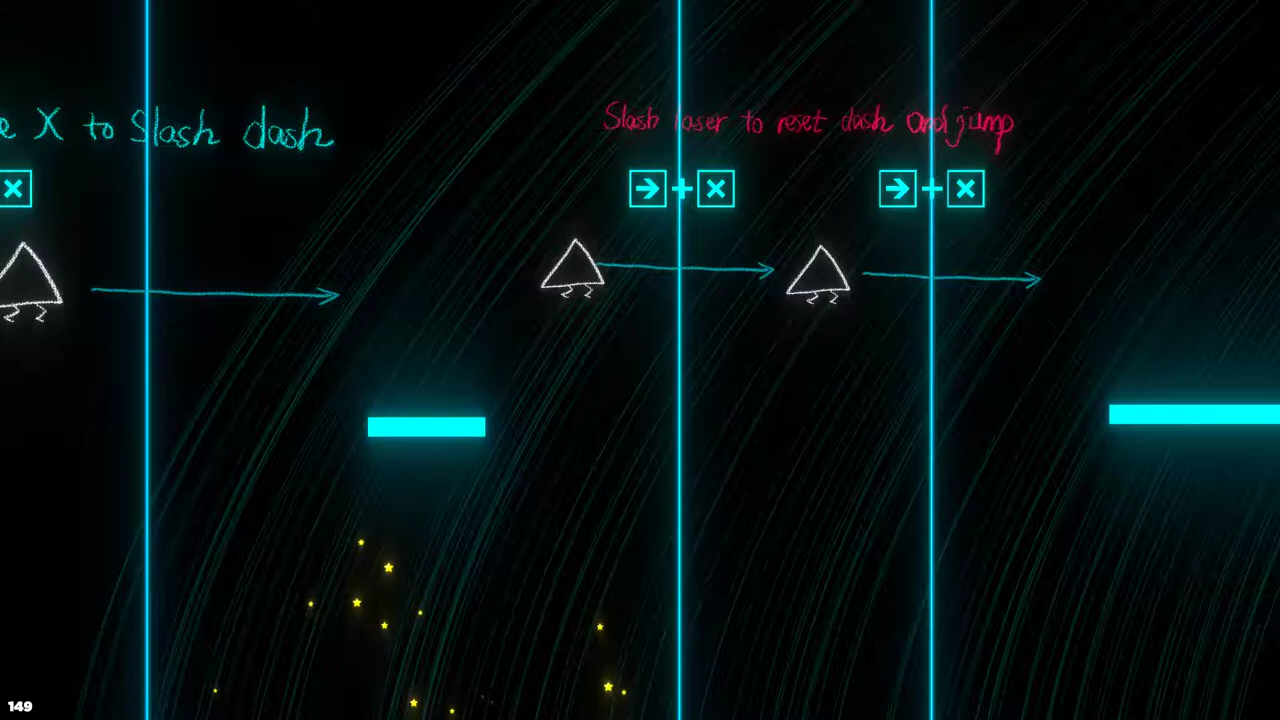 e X to Slash dash
Slash laser to reset dash and jump
X
→ + X
→ + X
149